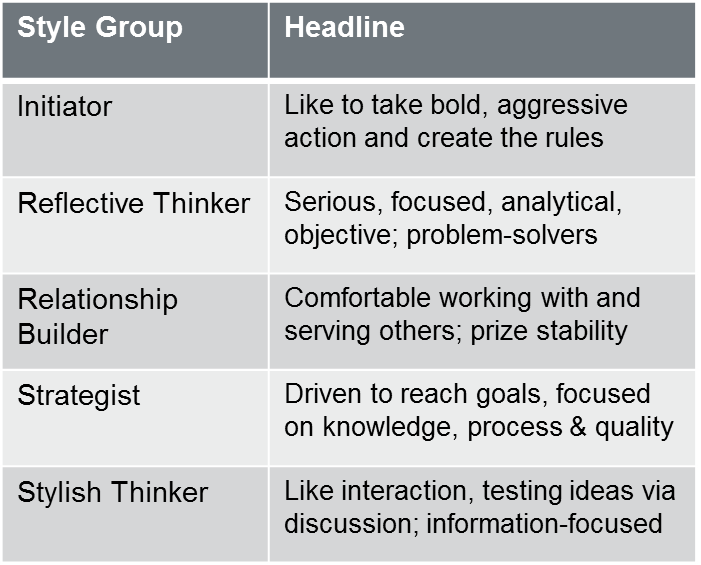 Style Group
Headline
Initiator
Like to take bold, aggressive
action and create the rules
Reflective Thinker
Serious, focused, analytical,
objective; problem-solvers
Relationship
Builder
Comfortable working with and
serving others; prize stability
Strategist
Driven to reach goals, focused
on knowledge, process & quality
Stylish Thinker
Like interaction, testing ideas via
discussion; information-focused